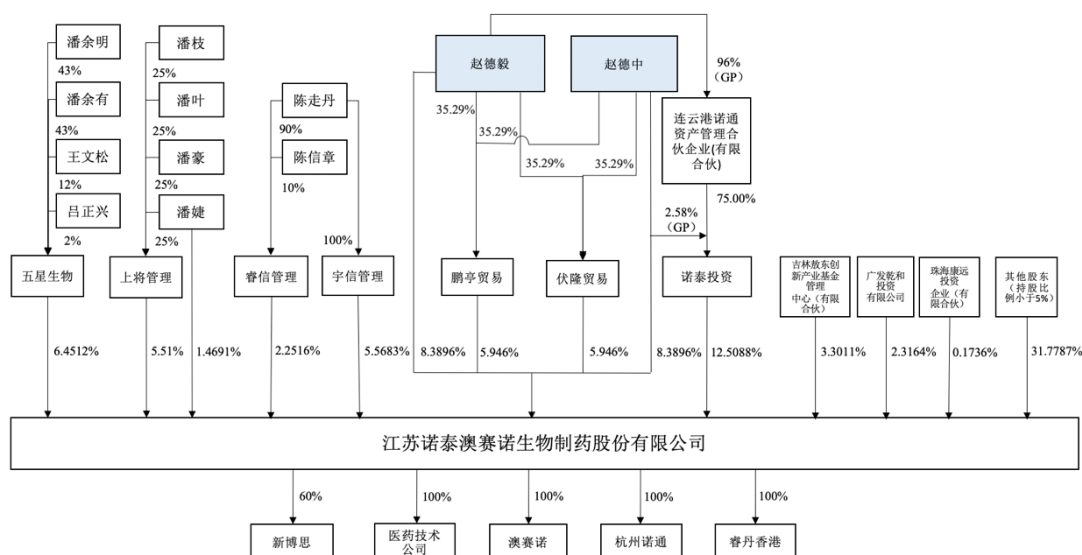 潘余明
潘枝
赵德毅
赵德中
96%
（GP）
43%
25%
潘余有
潘叶
陈走丹
35.29%
35.29%
连云港诺通
资产管理合
伙企业(有限
合伙)
43%
25%
90%
王文松
潘豪
陈信章
35.29%
35.29%
12%
25%
10%
75.00%
吕正兴
潘婕
2.58%
（GP）
2%
25%
100%
五星生物
上将管理
睿信管理
宇信管理
鹏亭贸易
伏隆贸易
诺泰投资
吉林敖东创
新产业基金
管理
中心（有限
合伙）
广发乾和
投资
有限公司
珠海康远
投资
企业（有
限合伙）
其他股东
（持股比
例小于5%）
6.4512%
5.51%
1.4691%
2.2516%
5.5683%
8.3896%
5.946%
5.946%
8.3896%
12.5088%
3.3011%
2.3164%
0.1736%
31.7787%
江苏诺泰澳赛诺生物制药股份有限公司
60%
100%
100%
100%
100%
新博思
医药技术
公司
澳赛诺
杭州诺通
睿丹香港